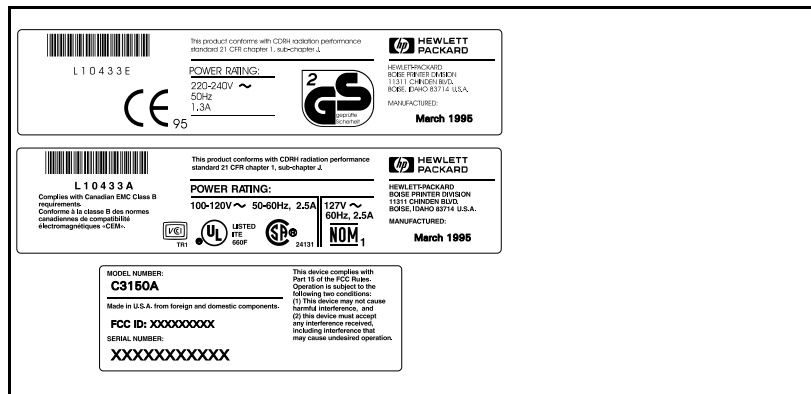 L10433E
CE 95
This product conforms with CDRH radiation performance
standard 21 CFR chapter 1, sub-chapter J.
POWER RATING:
220-240V ~
50Hz
1.3A
2
GS
geprüfte
Sicherheit
hp HEWLETT
PACKARD
HEWLETT-PACKARD
BOISE PRINTER DIVISION
11311 CHINDEN BLVD.
BOISE, IDAHO 83714 U.S.A.
MANUFACTURED:
March 1995
L10433A
Complies with Canadian EMC Class B
requirements.
Conforme à la classe B des normes
canadiennes de compatibilité
électromagnétiques «CEM».
VCI
TR1
This product conforms with CDRH radiation performance
standard 21 CFR chapter 1, sub-chapter J.
POWER RATING:
100-120V ~ 50-60Hz, 2.5A
UL ®
LISTED
ITE
660F
SA ®
24131
127V ~
60Hz, 2.5A
NOM 1
hp HEWLETT
PACKARD
HEWLETT-PACKARD
BOISE PRINTER DIVISION
11311 CHINDEN BLVD.
BOISE, IDAHO 83714 U.S.A.
MANUFACTURED:
March 1995
MODEL NUMBER:
C3150A
Made in U.S.A. from foreign and domestic components.
FCC ID: XXXXXXXXX
SERIAL NUMBER:
XXXXXXXXXXX
This device complies with
Part 15 of the FCC Rules.
Operation is subject to the
following two conditions:
(1) This device may not cause
harmful interference, and
(2) this device must accept
any interference received,
including interference that
may cause undesired operation.